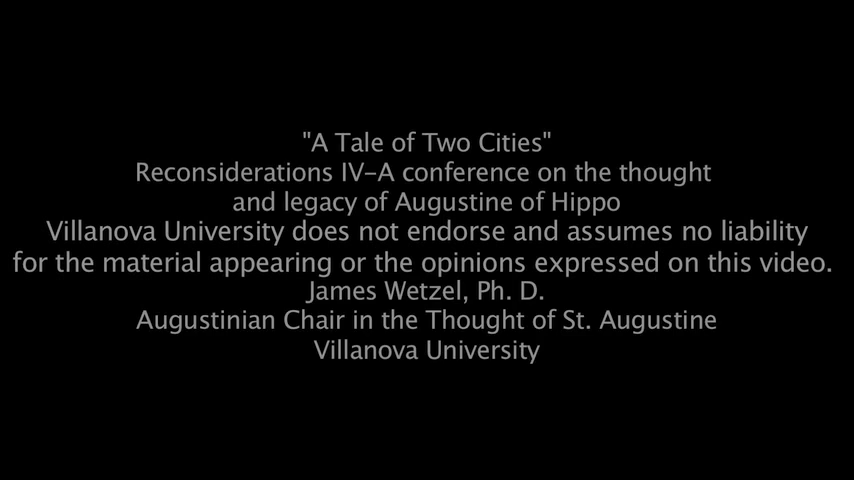 "A Tale of Two Cities"
Reconsiderations IV-A conference on the thought
and legacy of Augustine of Hippo
Villanova University does not endorse and assumes no liability
for the material appearing or the opinions expressed on this video.
James Wetzel, Ph. D.
Augustinian Chair in the Thought of St. Augustine
Villanova University